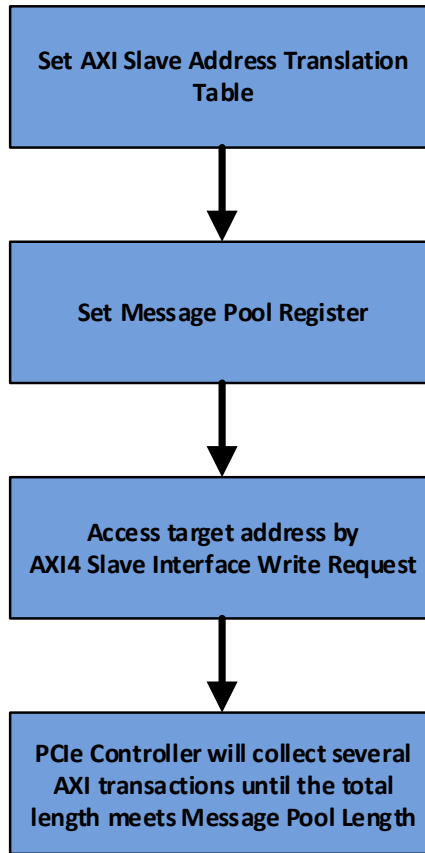 Set AXI Slave Address Translation
Table
Set Message Pool Register
Access target address by
AXI4 Slave Interface Write Request
PCIe Controller will collect several
AXI transactions until the total
length meets Message Pool Length